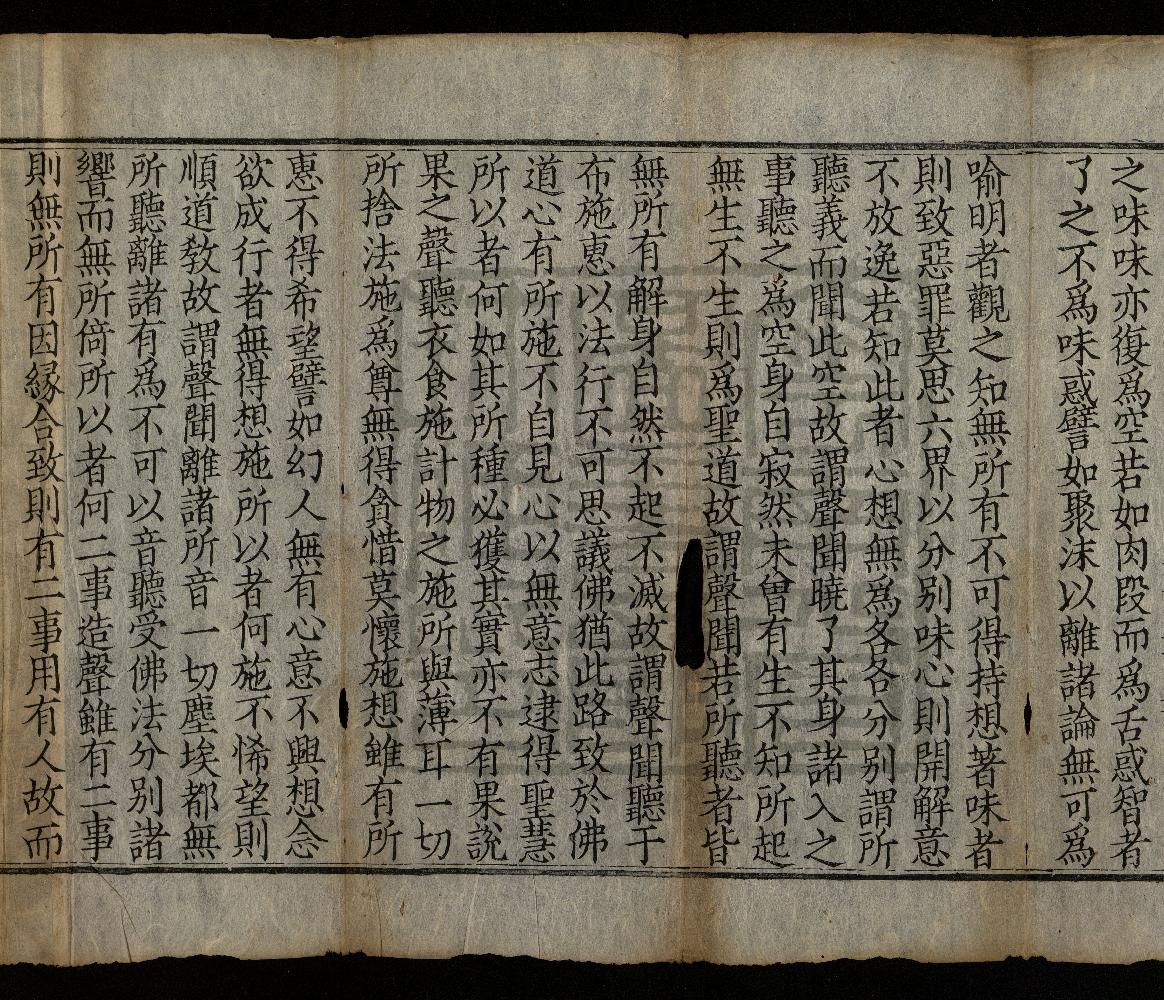 之味味亦復爲空若如肉段而爲舌惑智者
了之不爲味惑譬如聚沫以離諸論無可爲
喻明者觀之知無所有不可得持想著味者
則致惡罪莫思六界以分別味心則開解意
不放逸若知此者心想無爲各各分別謂所
聽義而聞此空故謂聲聞曉了其身諸入之
事聽之爲空身自寂然未曾有生不知所起
無生不生則爲聖道故謂聲聞若所聽者皆
無所有解身自然不起不滅故謂聲聞聽于
布施惠以法行不可思議佛猶此路致於佛
道心有所施不自見心以無意志逮得聖慧
所以者何如其所種必獲其實亦不有果說
果之聲聽衣食施計物之施所與薄耳一切
所捨法施爲尊無得貪惜莫懷施想雖有所
惠不得希望譬如幻人無有心意不興想念
欲成行者無得想施所以者何施不悕望則
順道教故謂聲聞離諸所音一切塵埃都無
所聽離諸有爲不可以音聽受佛法分別諸
響而無所倚所以者何二事造聲雖有二事
則無所有因緣合致則有二事用有人故而